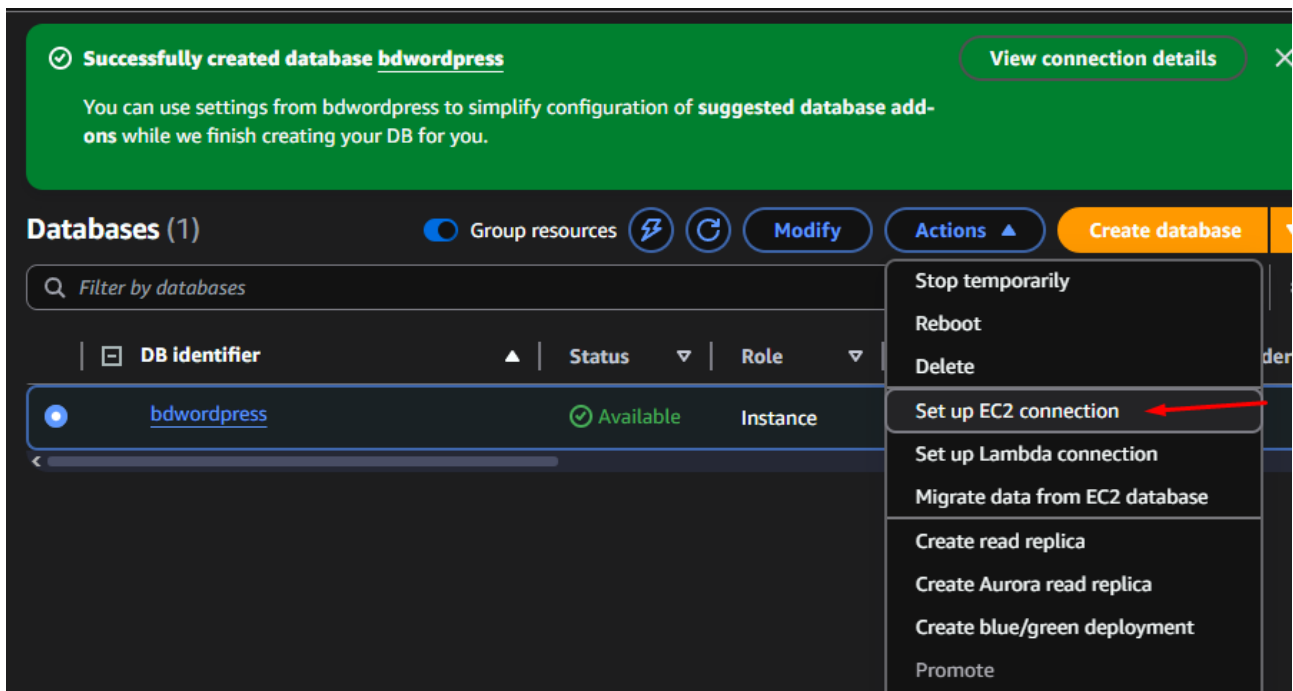 Successfully created database bdwordpress
View connection details
You can use settings from bdwordpress to simplify configuration of suggested database add-
ons while we finish creating your DB for you.
Databases (1)
Group resources
Modify
Actions
Create database
Filter by databases
DB identifier
Status
Role
bdwordpress
Available
Instance
Stop temporarily
Reboot
Delete
Set up EC2 connection
Set up Lambda connection
Migrate data from EC2 database
Create read replica
Create Aurora read replica
Create blue/green deployment
Promote